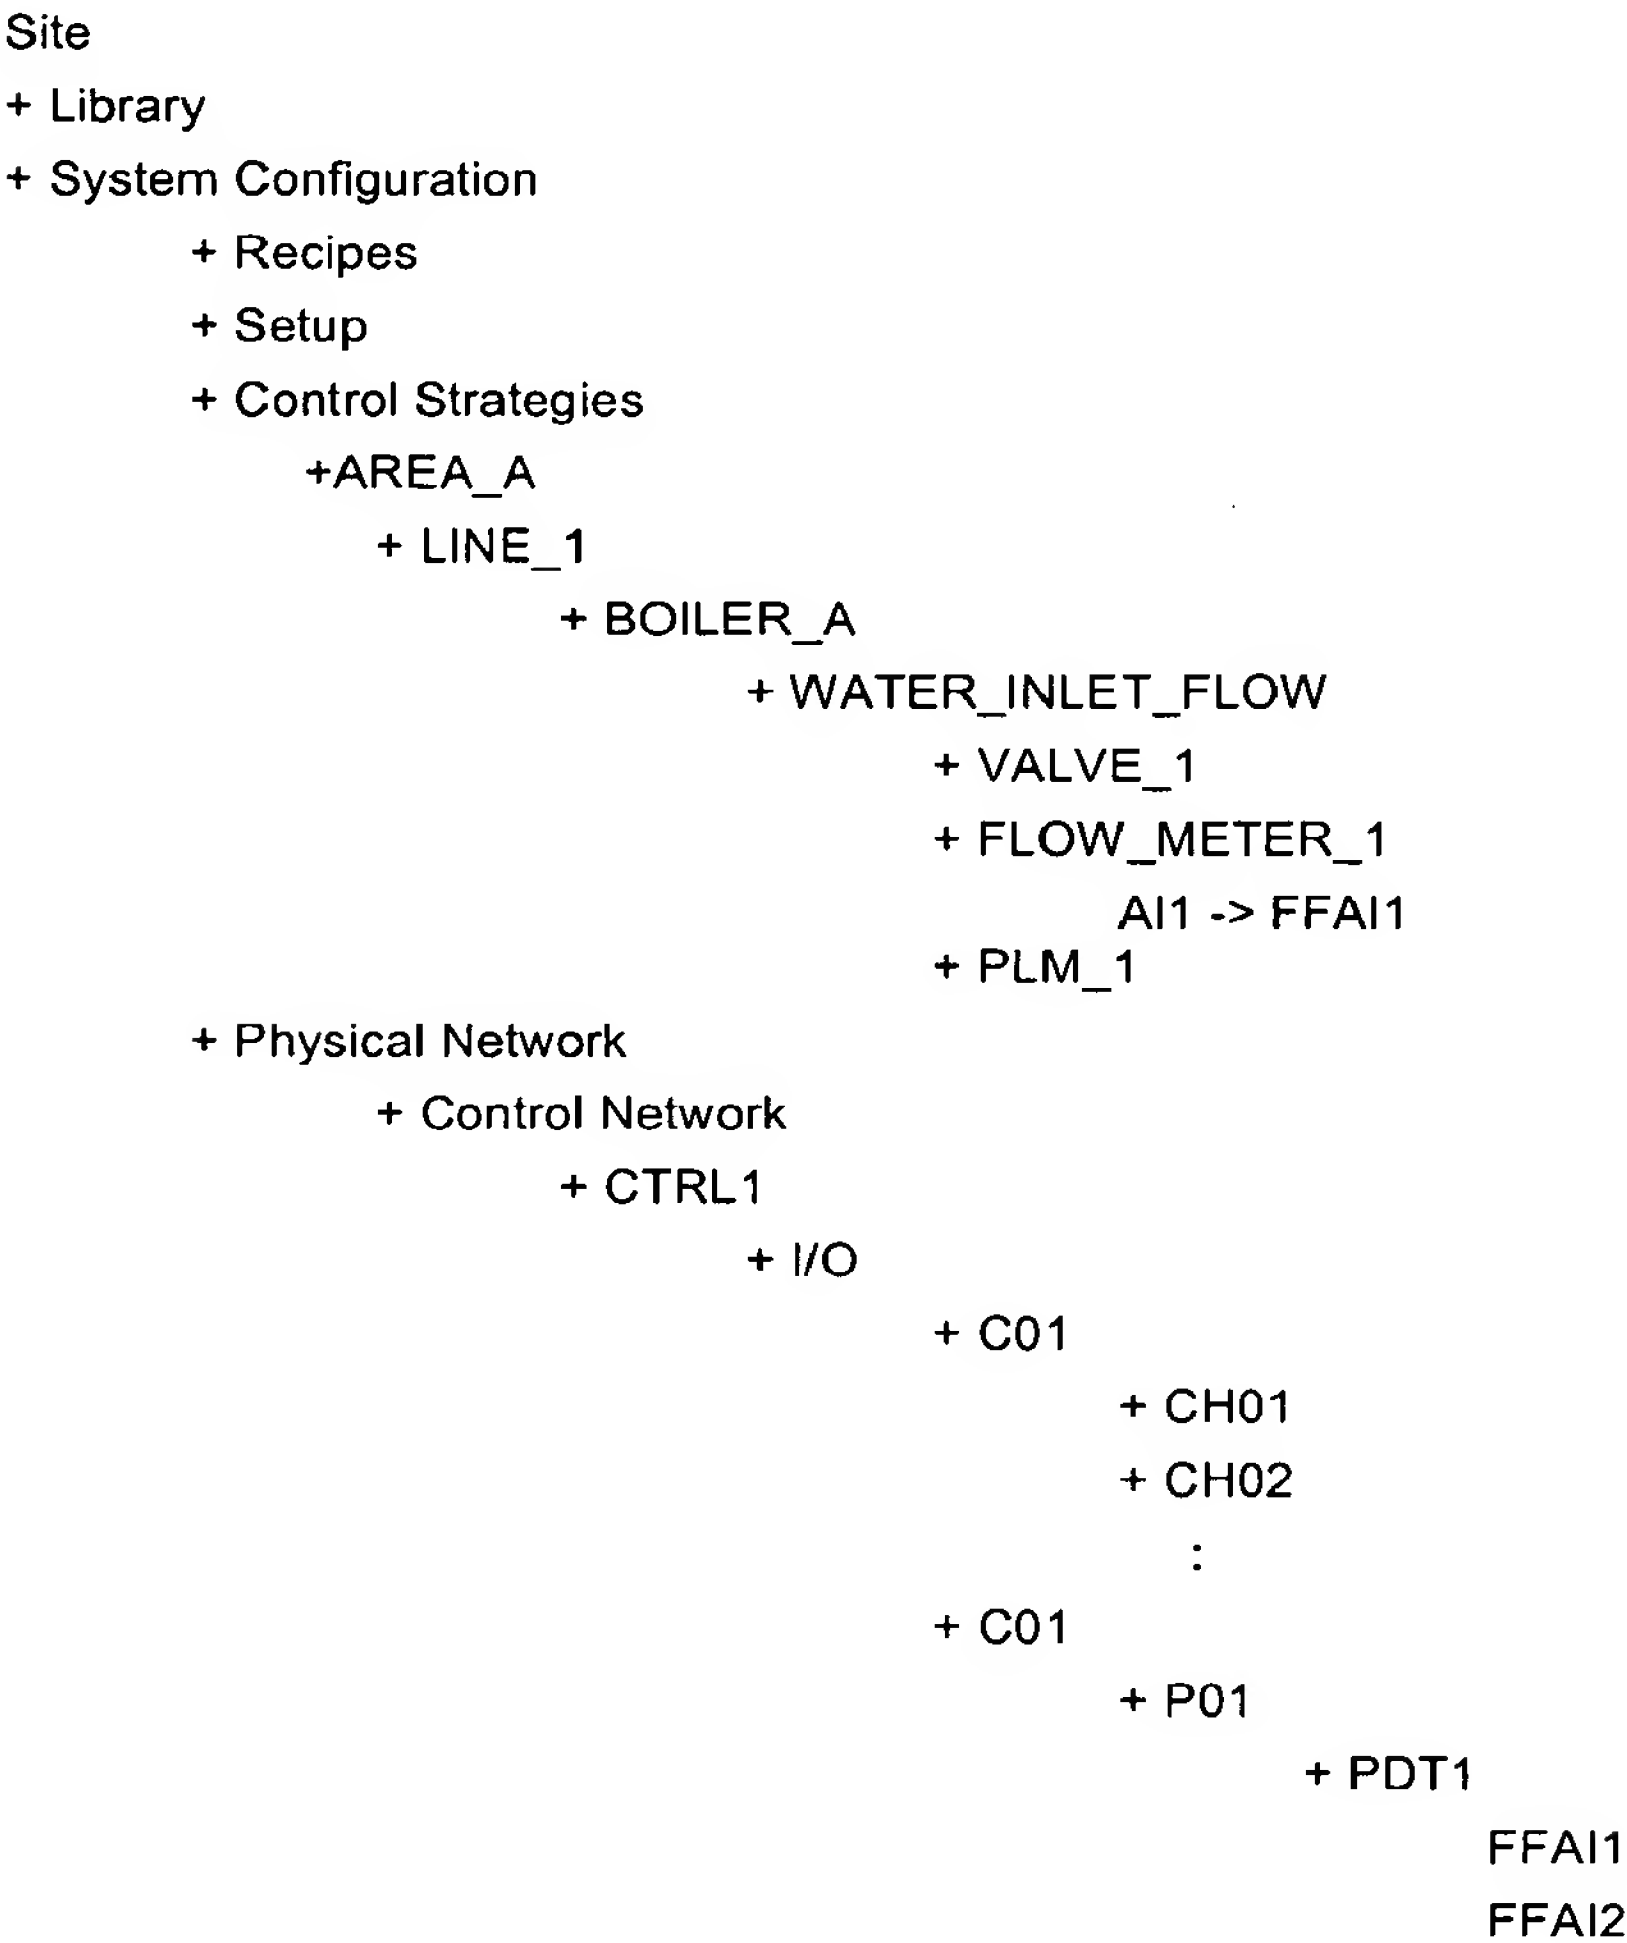 Site
+ Library
+ System Configuration
+ Recipes
+ Setup
+ Control Strategies
+AREA_A
+ LINE_1
+ BOILER_A
+ WATER_INLET_FLOW
+ VALVE_1
+ FLOW_METER_1
AI1 -> FFAI1
+ PLM_1
+ Physical Network
+ Control Network
+ CTRL1
+ I/O
+ C01
+ CH01
+ CH02
:
+ C01
+ P01
+ PDT1
FFAI1
FFAI2